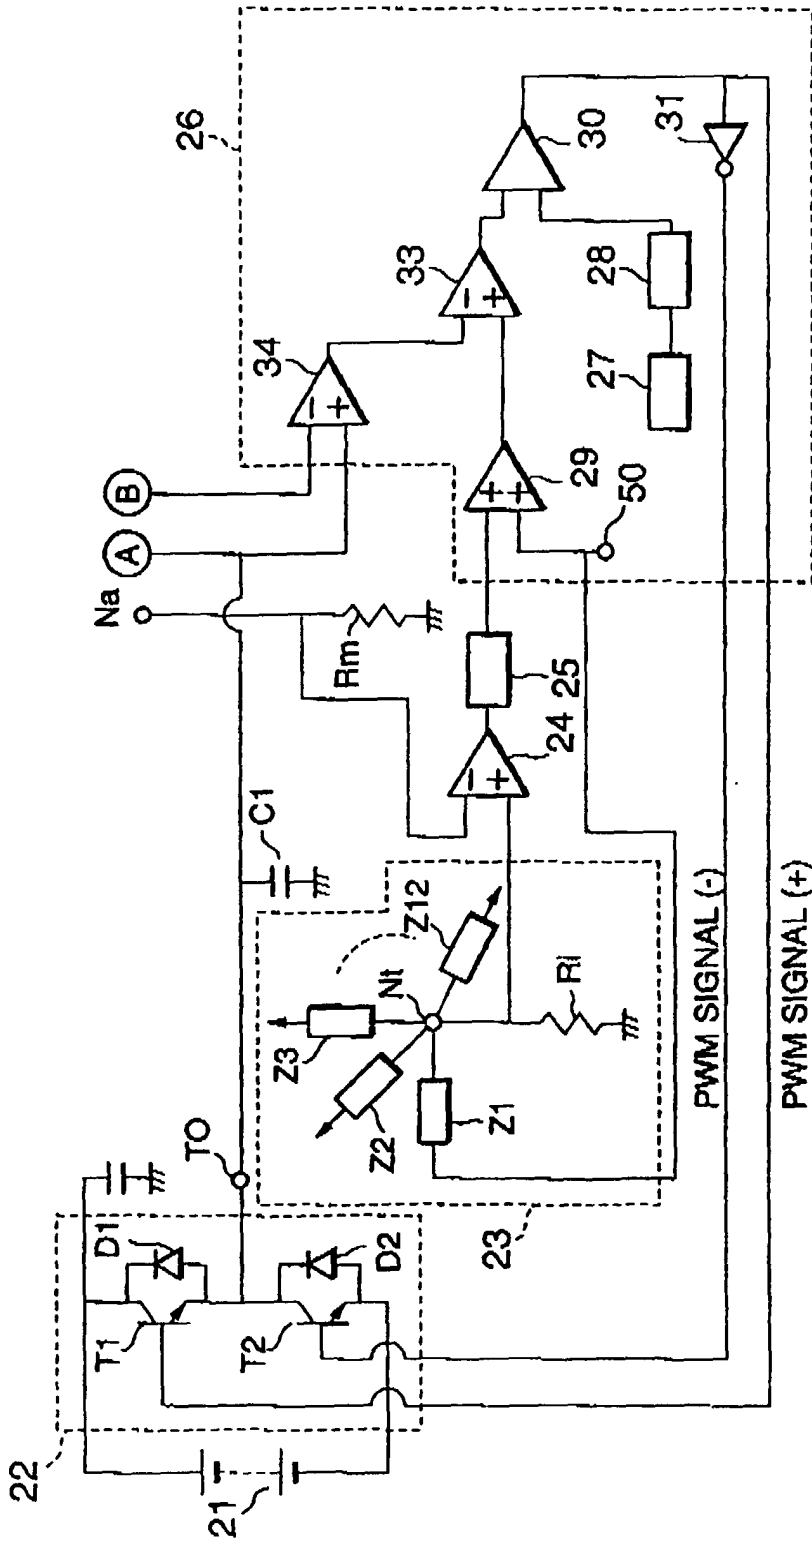 22
T1
D1
TO
Na
A
B
26
21
T2
D2
C1
34
−
+
Z3
Rm
33
−
+
Z2
Nt
Z12
−
+
+
+
23
Z1
Rl
24
25
29
30
50
27
28
31
PWM SIGNAL (-)
PWM SIGNAL (+)